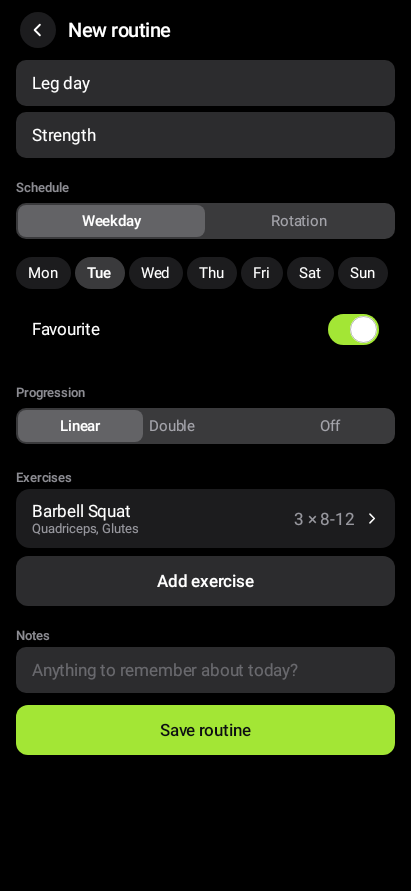 New routine
Leg day
Strength
Schedule
Weekday Rotation
Mon Tue Wed Thu Fri Sat Sun
Favourite
Progression
Linear Double Off
Exercises
Barbell Squat
Quadriceps, Glutes
3 × 8-12
Add exercise
Notes
Anything to remember about today?
Save routine